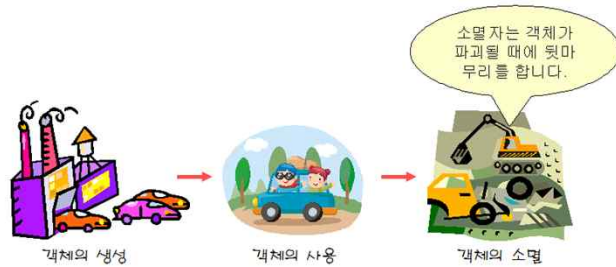 소멸자는 객체가
파괴될 때에 뒷마
무리를 합니다.
객체의 생성
객체의 사용
객체의 소멸